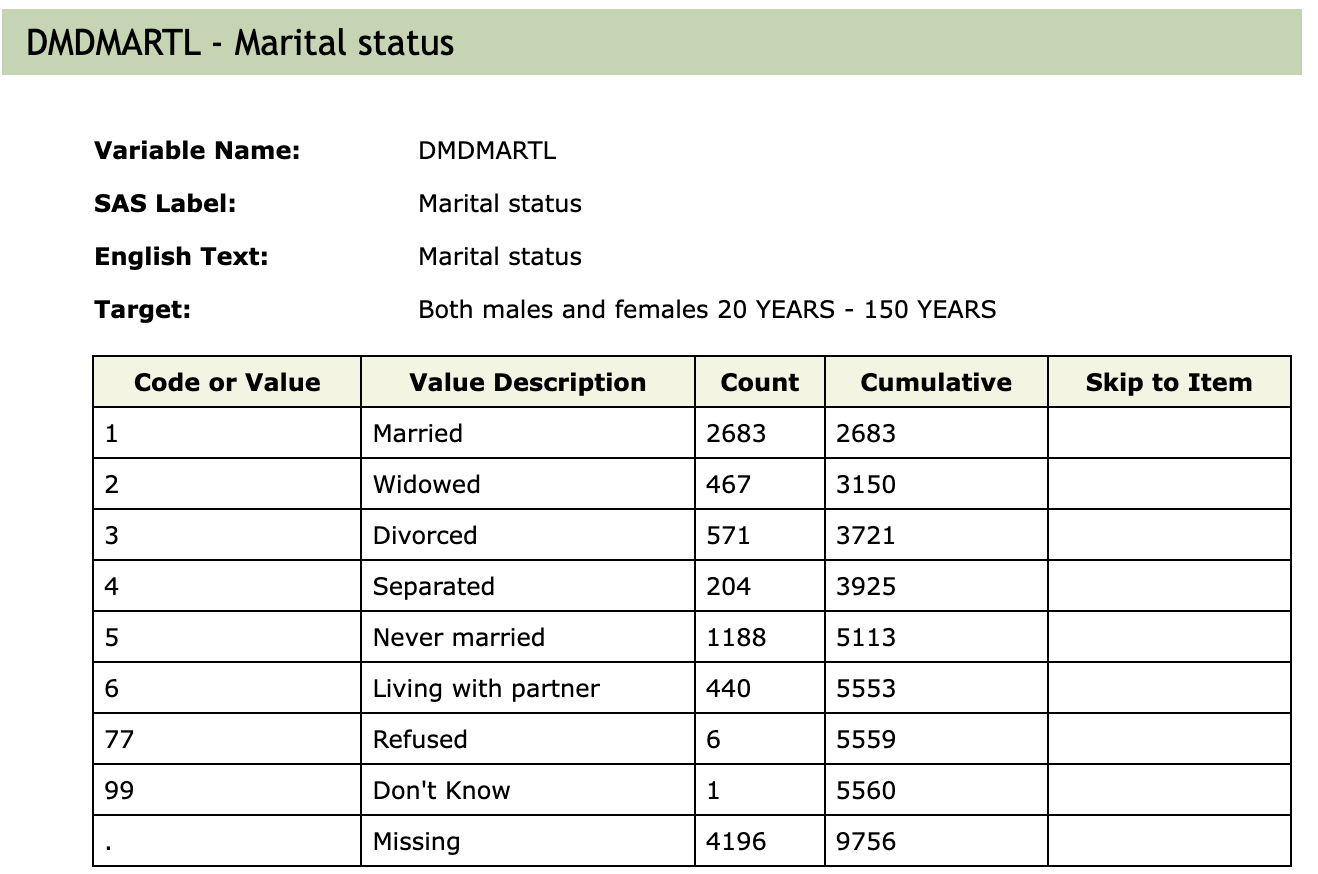 DMDMARTL - Marital status
Variable Name: DMDMARTL
SAS Label: Marital status
English Text: Marital status
Target: Both males and females 20 YEARS - 150 YEARS
Code or Value Value Description Count Cumulative Skip to Item
1 Married 2683 2683
2 Widowed 467 3150
3 Divorced 571 3721
4 Separated 204 3925
5 Never married 1188 5113
6 Living with partner 440 5553
77 Refused 6 5559
99 Don't Know 1 5560
. Missing 4196 9756